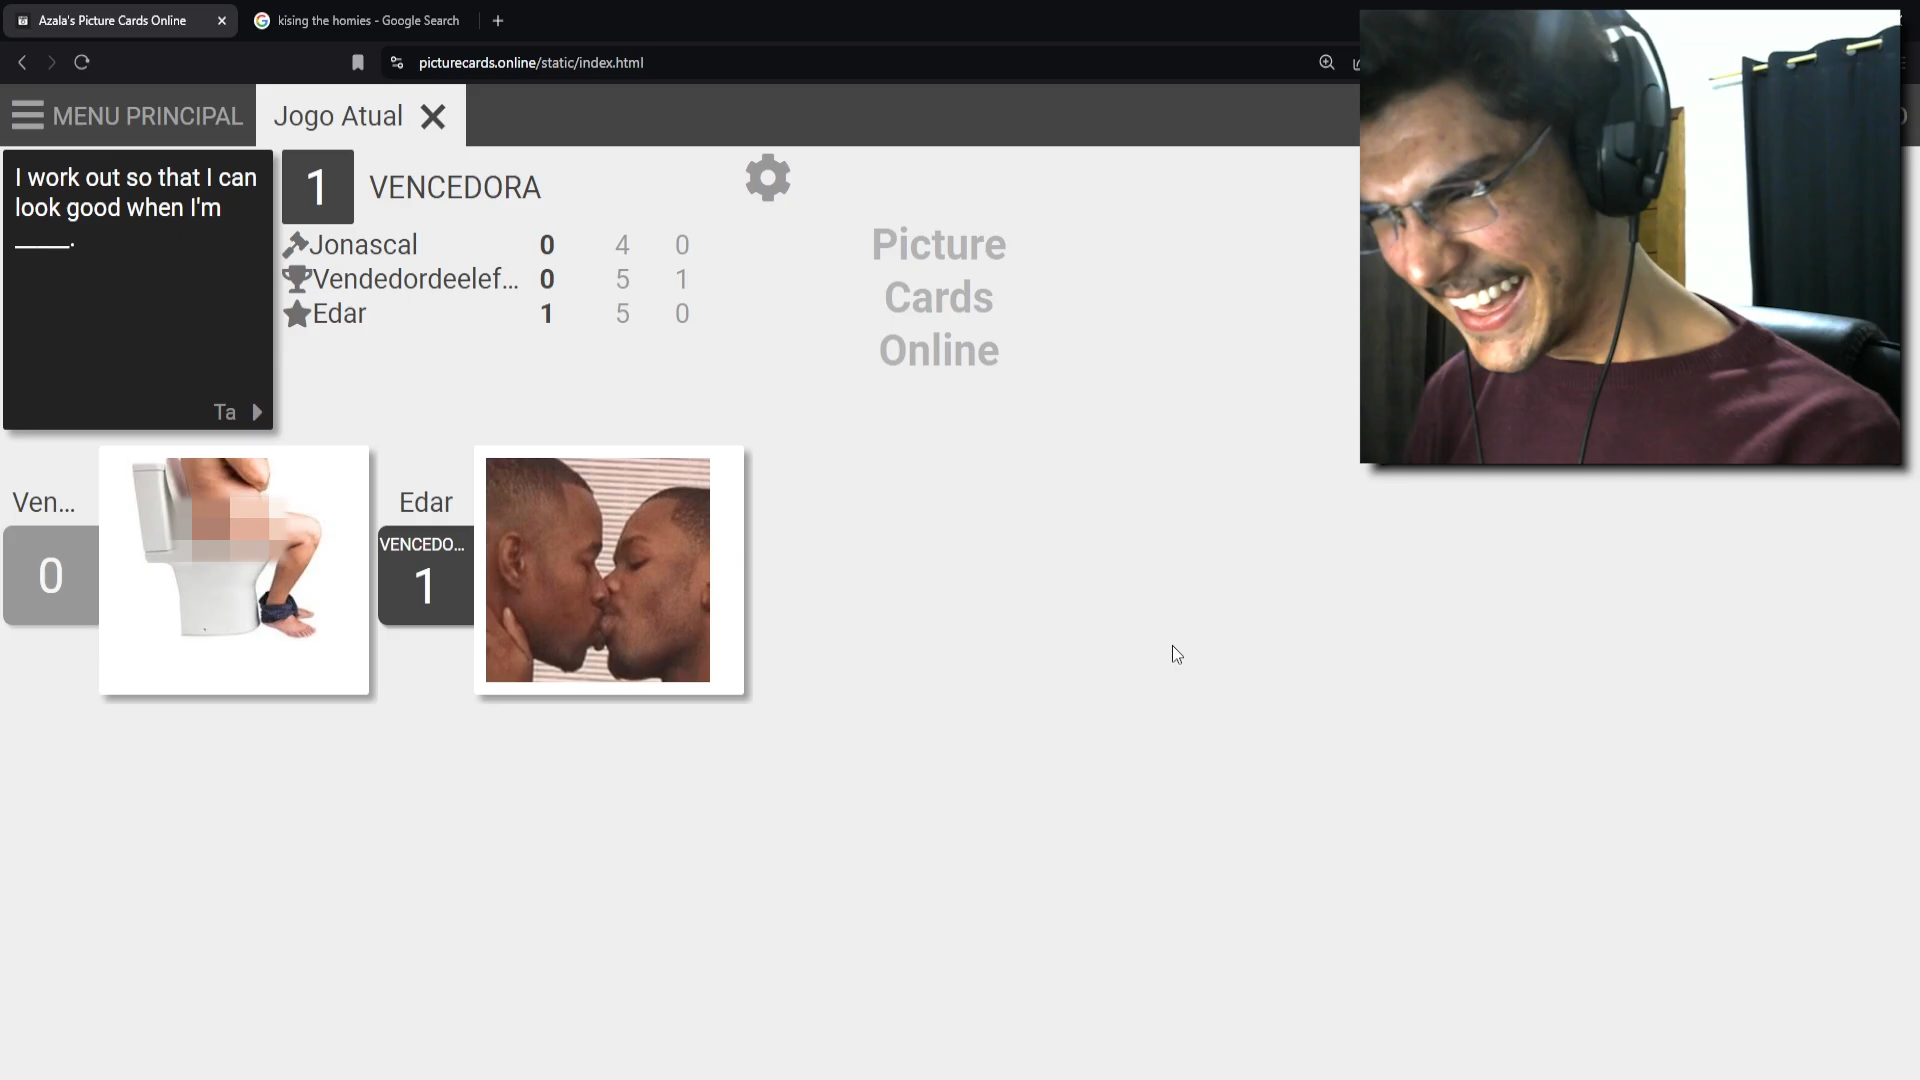 Azala's Picture Cards Online
kising the homies - Google Search
picturecards.online/static/index.html
MENU PRINCIPAL
Jogo Atual
I work out so that I can
look good when I'm
_____.
Ta
1 VENCEDORA
Jonascal 0 4 0
Vendedordeelef... 0 5 1
Edar 1 5 0
Picture
Cards
Online
Ven...
0
Edar
VENCEDO...
1